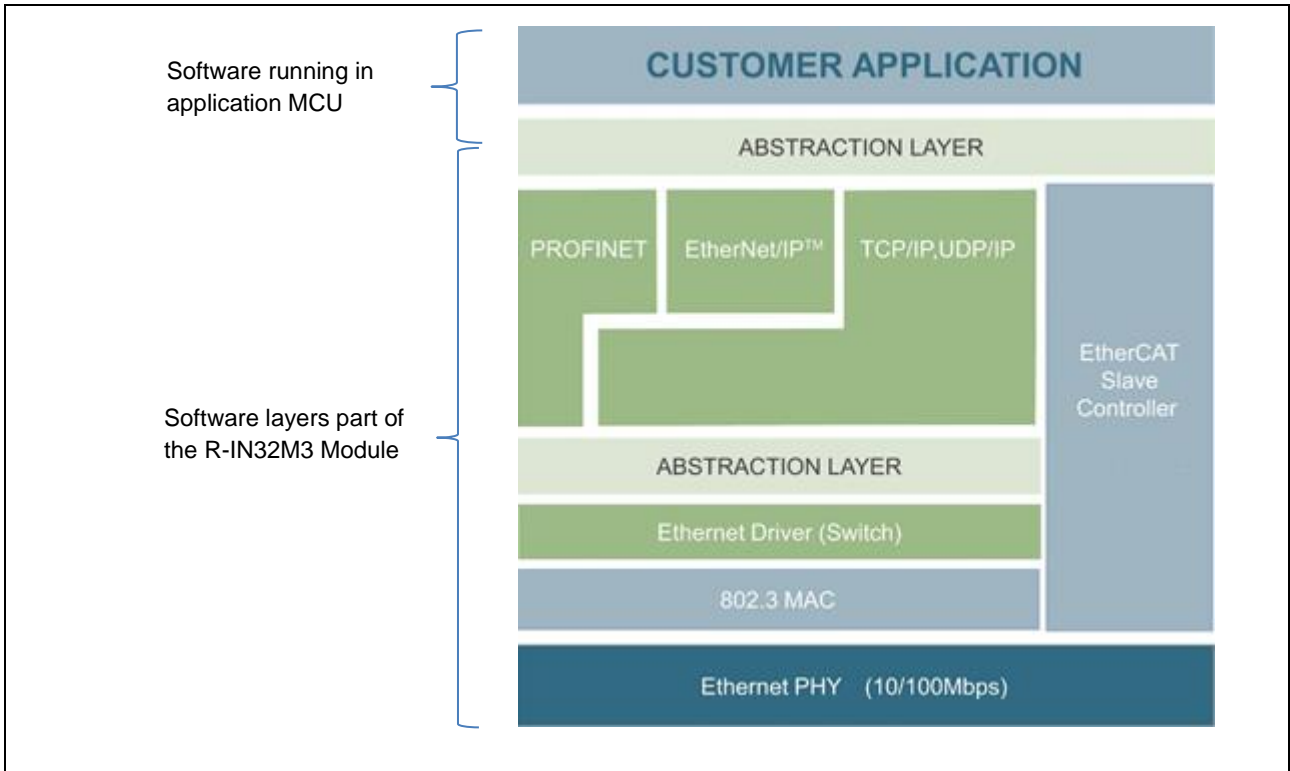 Software running in
application MCU
CUSTOMER APPLICATION
ABSTRACTION LAYER
PROFINET
EtherNet/IP™
TCP/IP,UDP/IP
EtherCAT
Slave
Controller
Software layers part of
the R-IN32M3 Module
ABSTRACTION LAYER
Ethernet Driver (Switch)
802.3 MAC
Ethernet PHY (10/100Mbps)